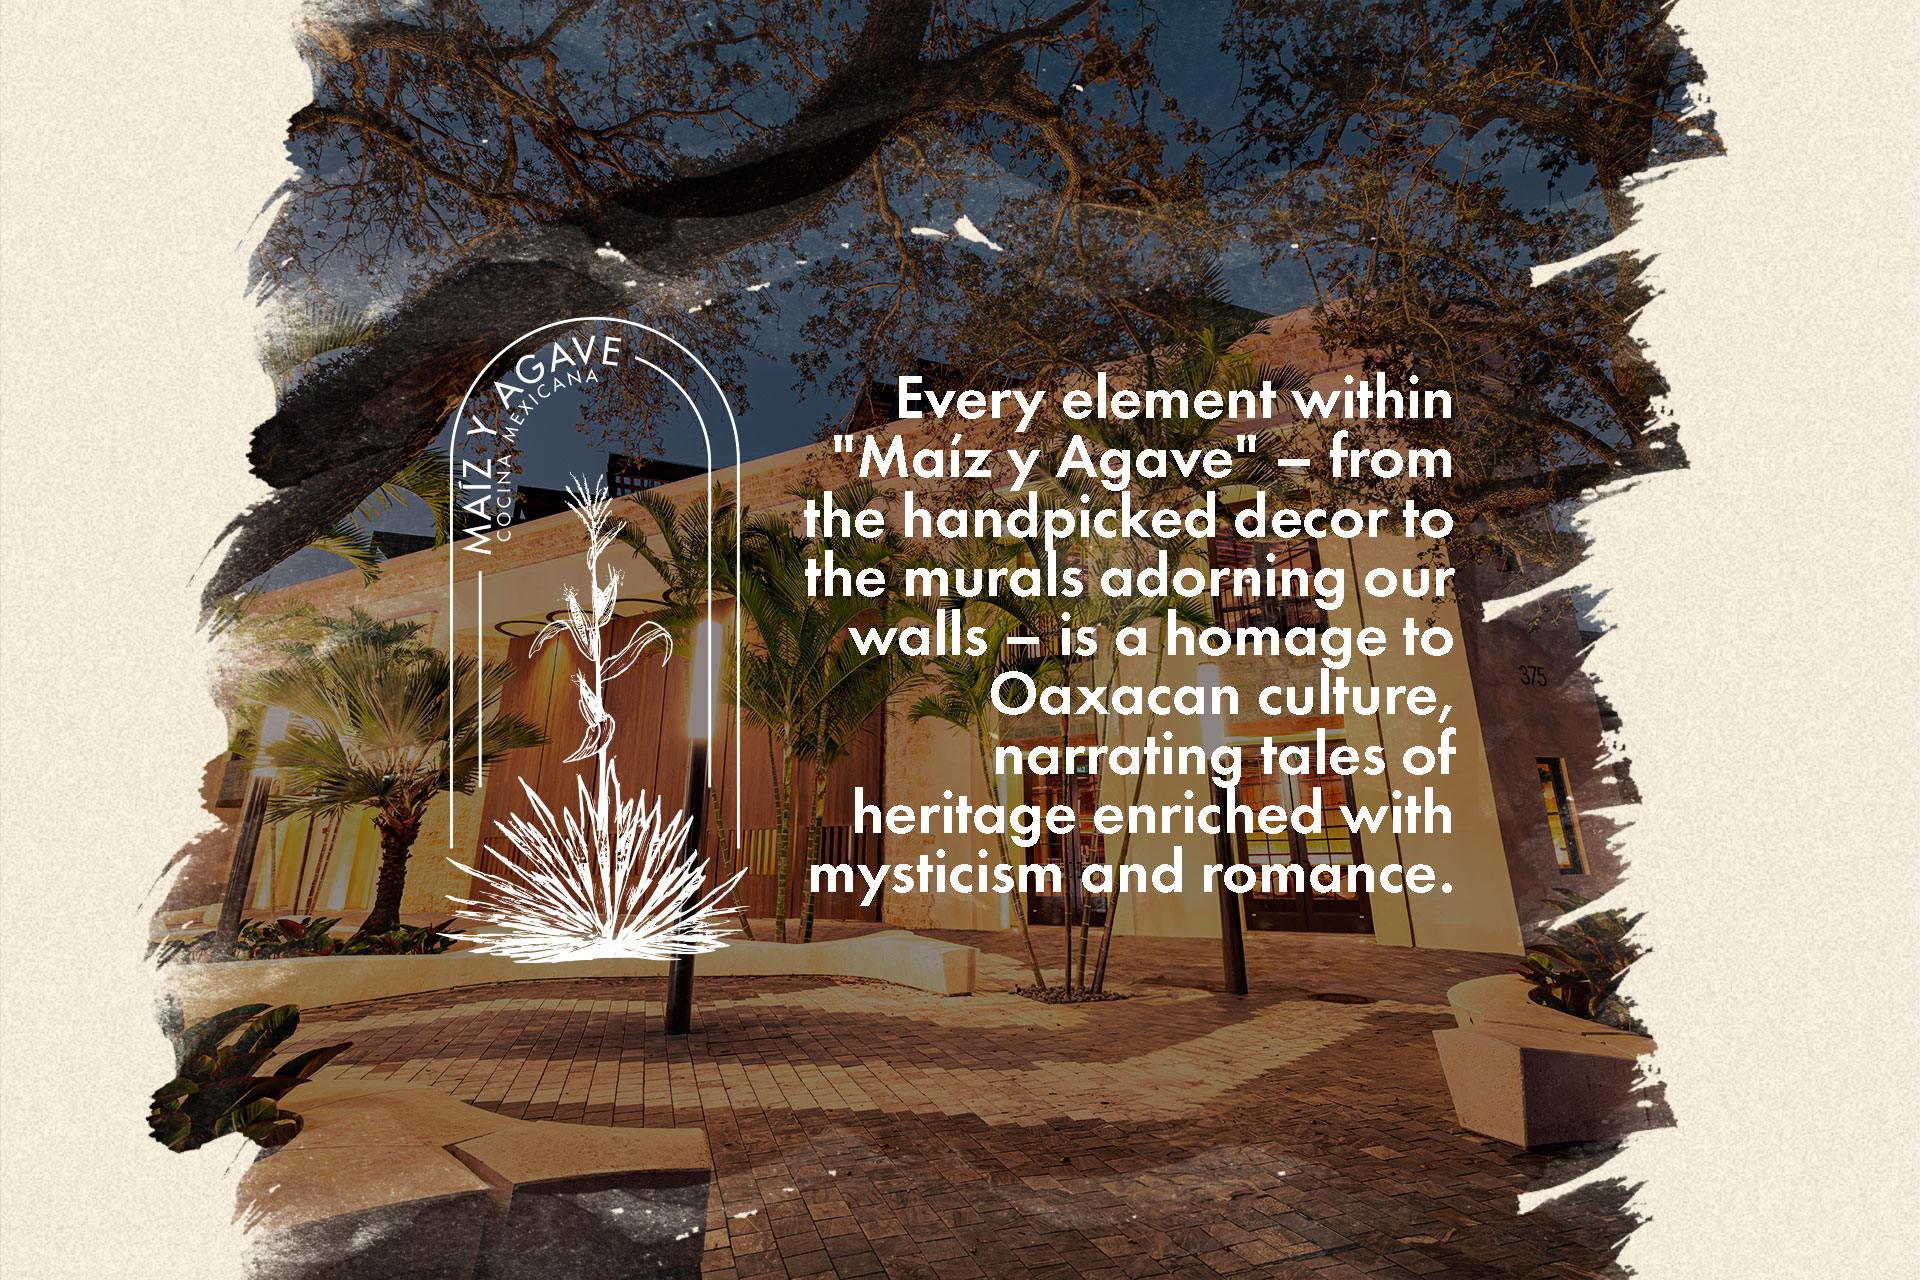 MAÍZ Y AGAVE
COCINA MEXICANA
Every element within
"Maíz y Agave" – from
the handpicked decor to
the murals adorning our
walls – is a homage to
Oaxacan culture,
narrating tales of
heritage enriched with
mysticism and romance.
375